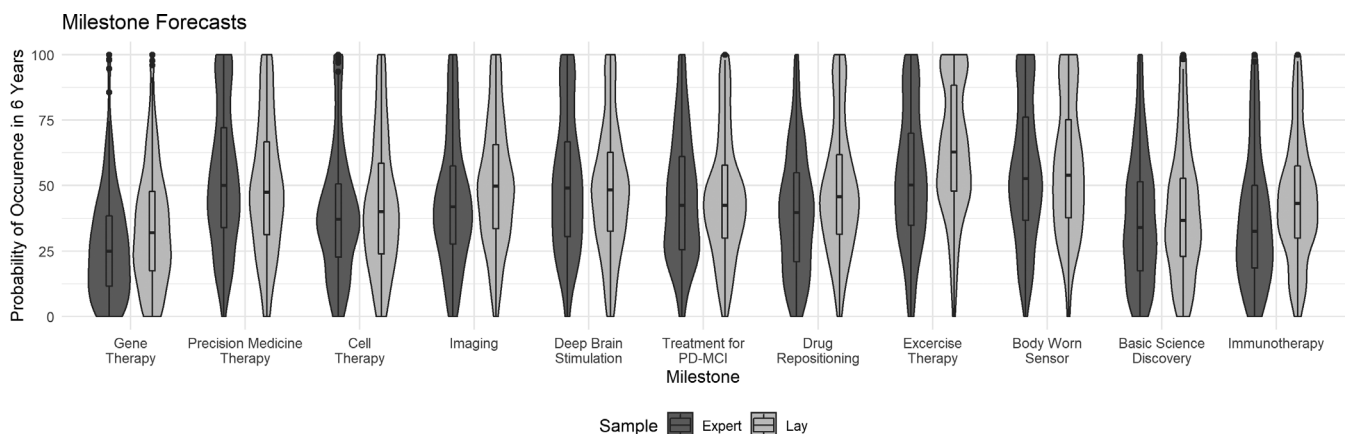 Milestone Forecasts
Probability of Occurence in 6 Years
100
75
50
25
0
Gene
Therapy
Precision Medicine
Therapy
Cell
Therapy
Imaging
Deep Brain
Stimulation
Treatment for
PD-MCI
Drug
Repositioning
Excercise
Therapy
Body Worn
Sensor
Basic Science
Discovery
Immunotherapy
Milestone
Sample Expert Lay